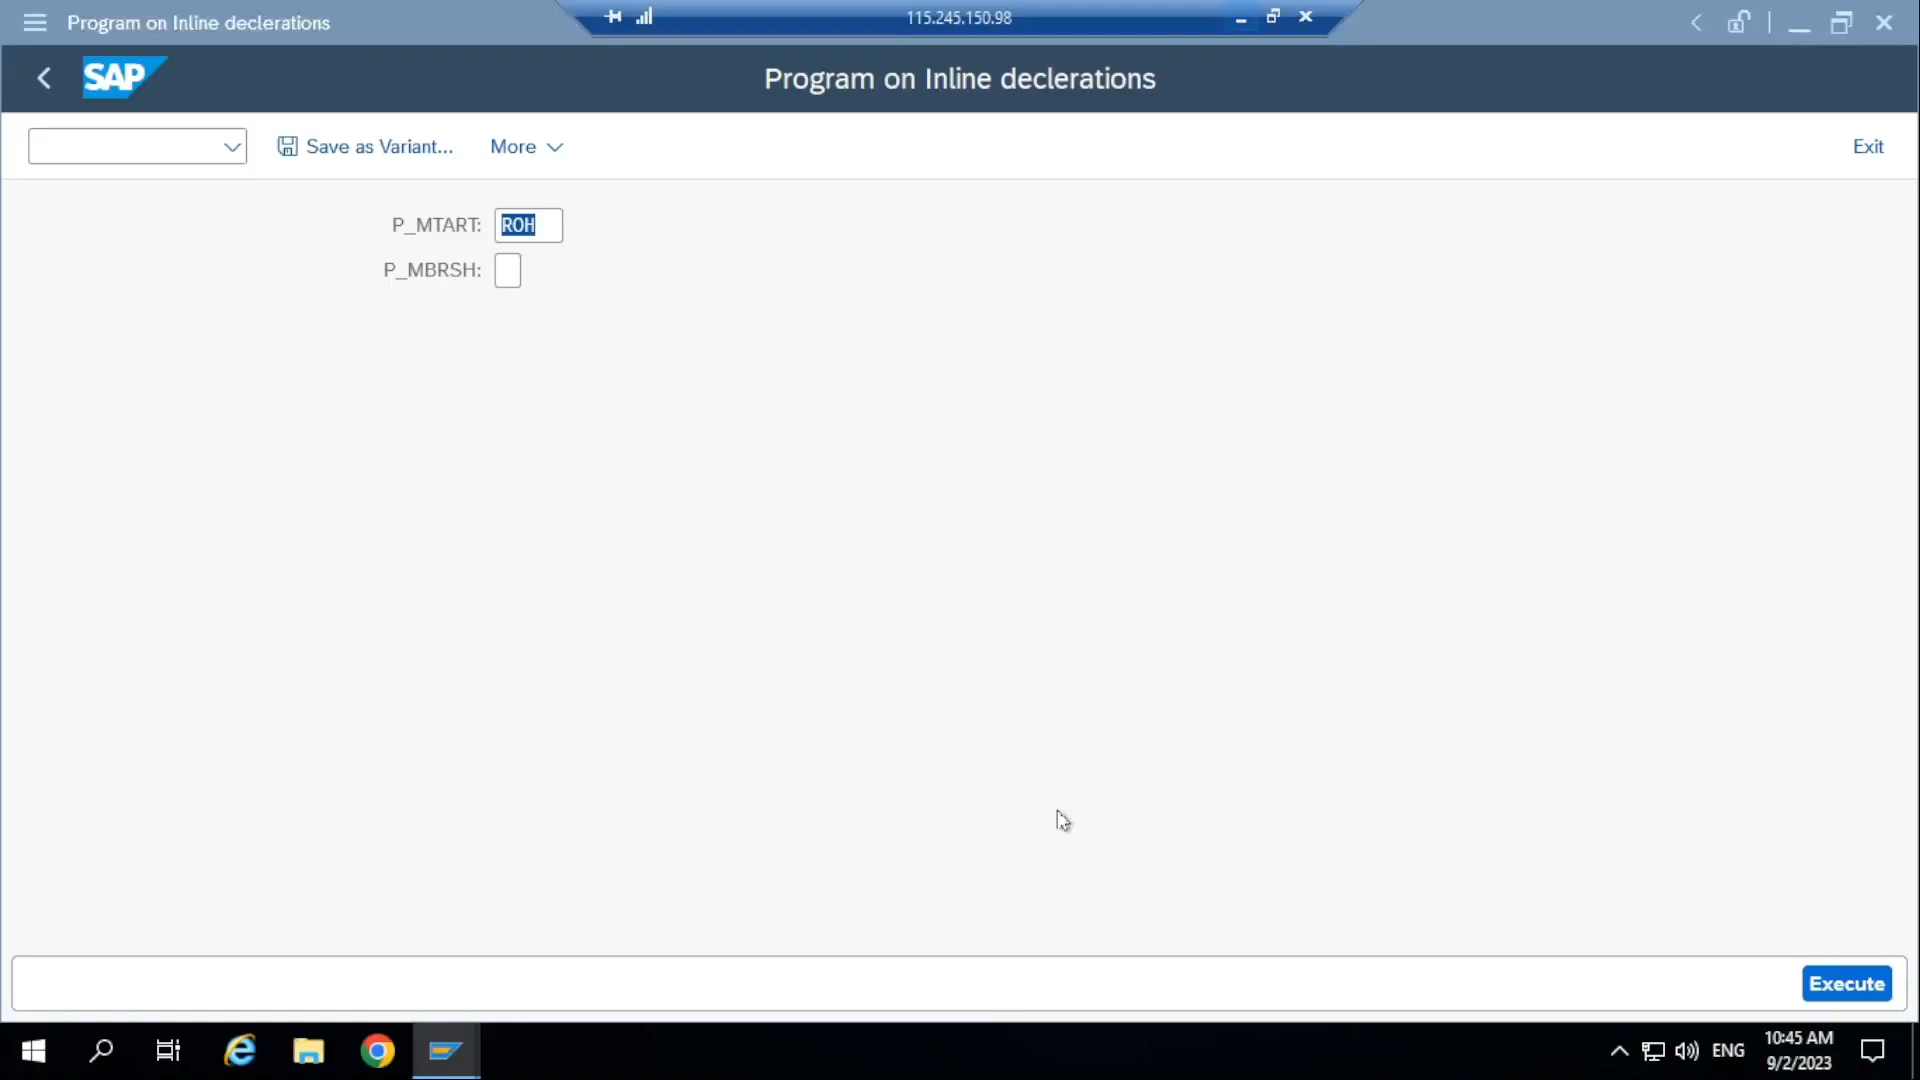 Program on Inline declerations
115.245.150.98
SAP
Program on Inline declerations
Save as Variant...
More
Exit
P_MTART: ROH
P_MBRSH:
Execute
ENG
10:45 AM
9/2/2023